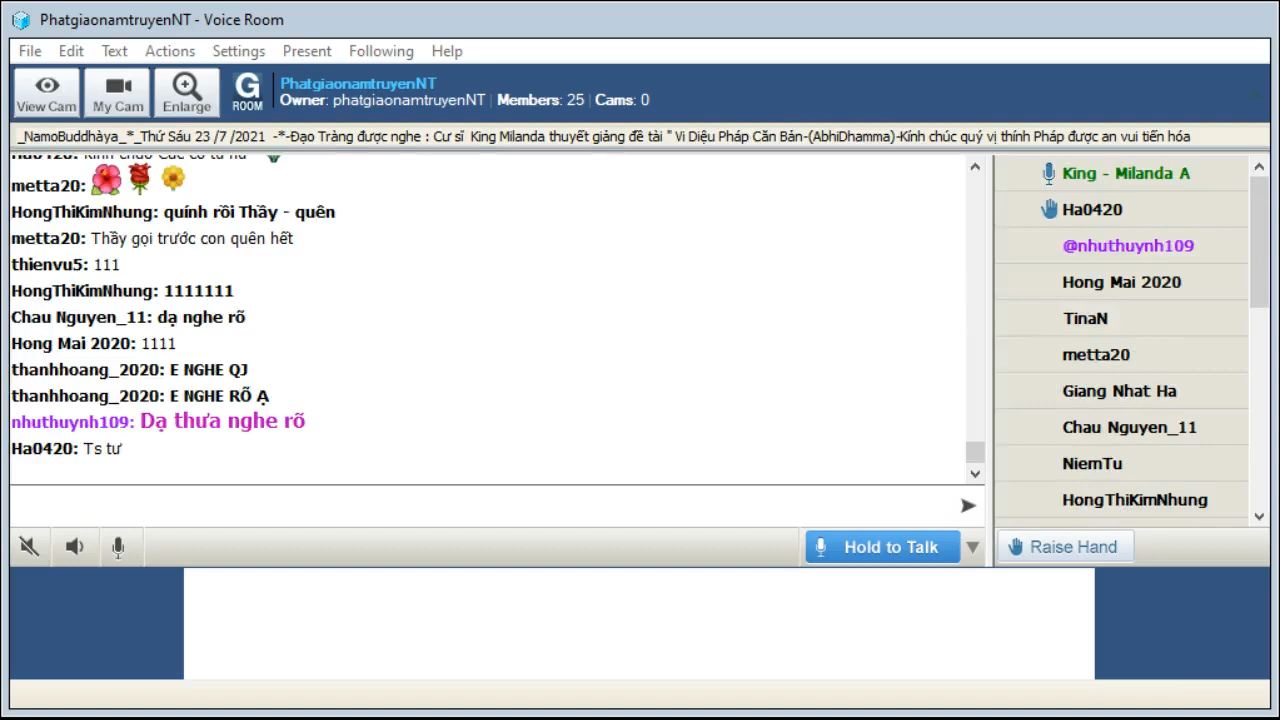 PhatgiaonamtruyenNT - Voice Room
File Edit Text Actions Settings Present Following Help
View Cam
My Cam
Enlarge
G
ROOM
PhatgiaonamtruyenNT
Owner: phatgiaonamtruyenNT | Members: 25 | Cams: 0
_NamoBuddhàya_*_Thứ Sáu 23 /7 /2021 -*-Đạo Tràng được nghe : Cư sĩ King Milanda thuyết giảng đề tài " Vi Diệu Pháp Căn Bản-(AbhiDhamma)-Kính chúc quý vị thính Pháp được an vui tiến hóa
metta20:
HongThiKimNhung: quính rồi Thầy - quên
metta20: Thầy gọi trước con quên hết
thienvu5: 111
HongThiKimNhung: 1111111
Chau Nguyen_11: dạ nghe rõ
Hong Mai 2020: 1111
thanhhoang_2020: E NGHE QJ
thanhhoang_2020: E NGHE RÕ Ạ
nhuthuynh109: Dạ thưa nghe rõ
Ha0420: Ts tư
King - Milanda A
Ha0420
@nhuthuynh109
Hong Mai 2020
TinaN
metta20
Giang Nhat Ha
Chau Nguyen_11
NiemTu
HongThiKimNhung
Hold to Talk
Raise Hand